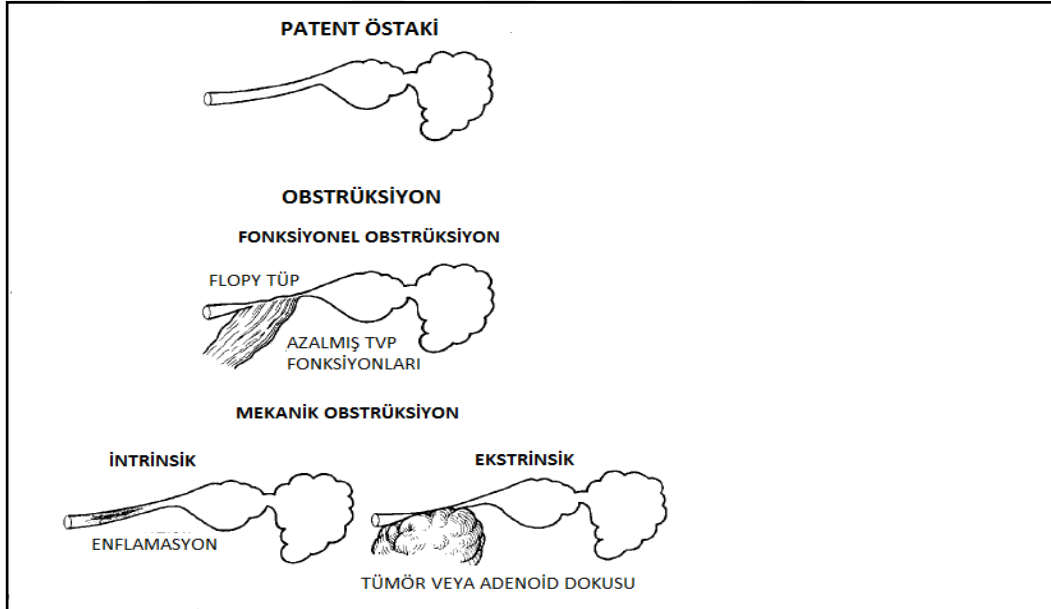 PATENT ÖSTAKİ
OBSTRÜKSİYON
FONKSİYONEL OBSTRÜKSİYON
FLOPY TÜP
AZALMIŞ TVP
FONKSİYONLARI
MEKANİK OBSTRÜKSİYON
İNTRİNSİK
EKSTRİNSİK
ENFLAMASYON
TÜMÖR VEYA ADENOİD DOKUSU